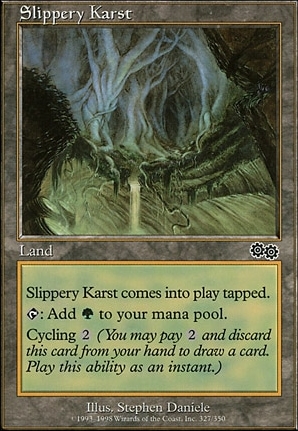 Slippery Karst
Land
Slippery Karst comes into play tapped.
: Add to your mana pool.
Cycling 2 (You may pay 2 and discard
this card from your hand to draw a card.
Play this ability as an instant.)
Illus. Stephen Daniele
© 1993-1998 Wizards of the Coast, Inc. 327/350